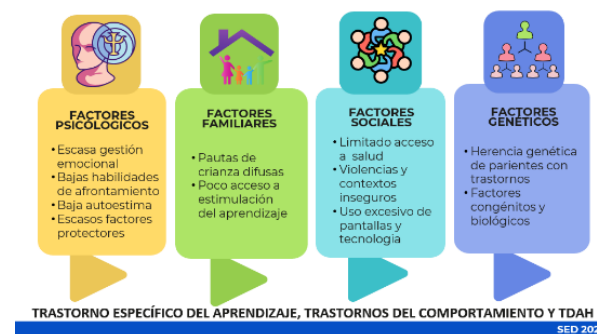 FACTORES
PSICOLÓGICOS
• Escasa gestión
emocional
• Bajas habilidades
de afrontamiento
• Baja autoestima
• Escasos factores
protectores
FACTORES
FAMILIARES
• Pautas de
crianza difusas
• Poco acceso a
estimulación
del aprendizaje
FACTORES
SOCIALES
• Limitado acceso
a salud
• Violencias y
contextos
inseguros
• Uso excesivo de
pantallas y
tecnologia
FACTORES
GENÉTICOS
• Herencia genética
de parientes con
trastornos
• Factores
congénitos y
biológicos
TRASTORNO ESPECÍFICO DEL APRENDIZAJE, TRASTORNOS DEL COMPORTAMIENTO Y TDAH
SED 202